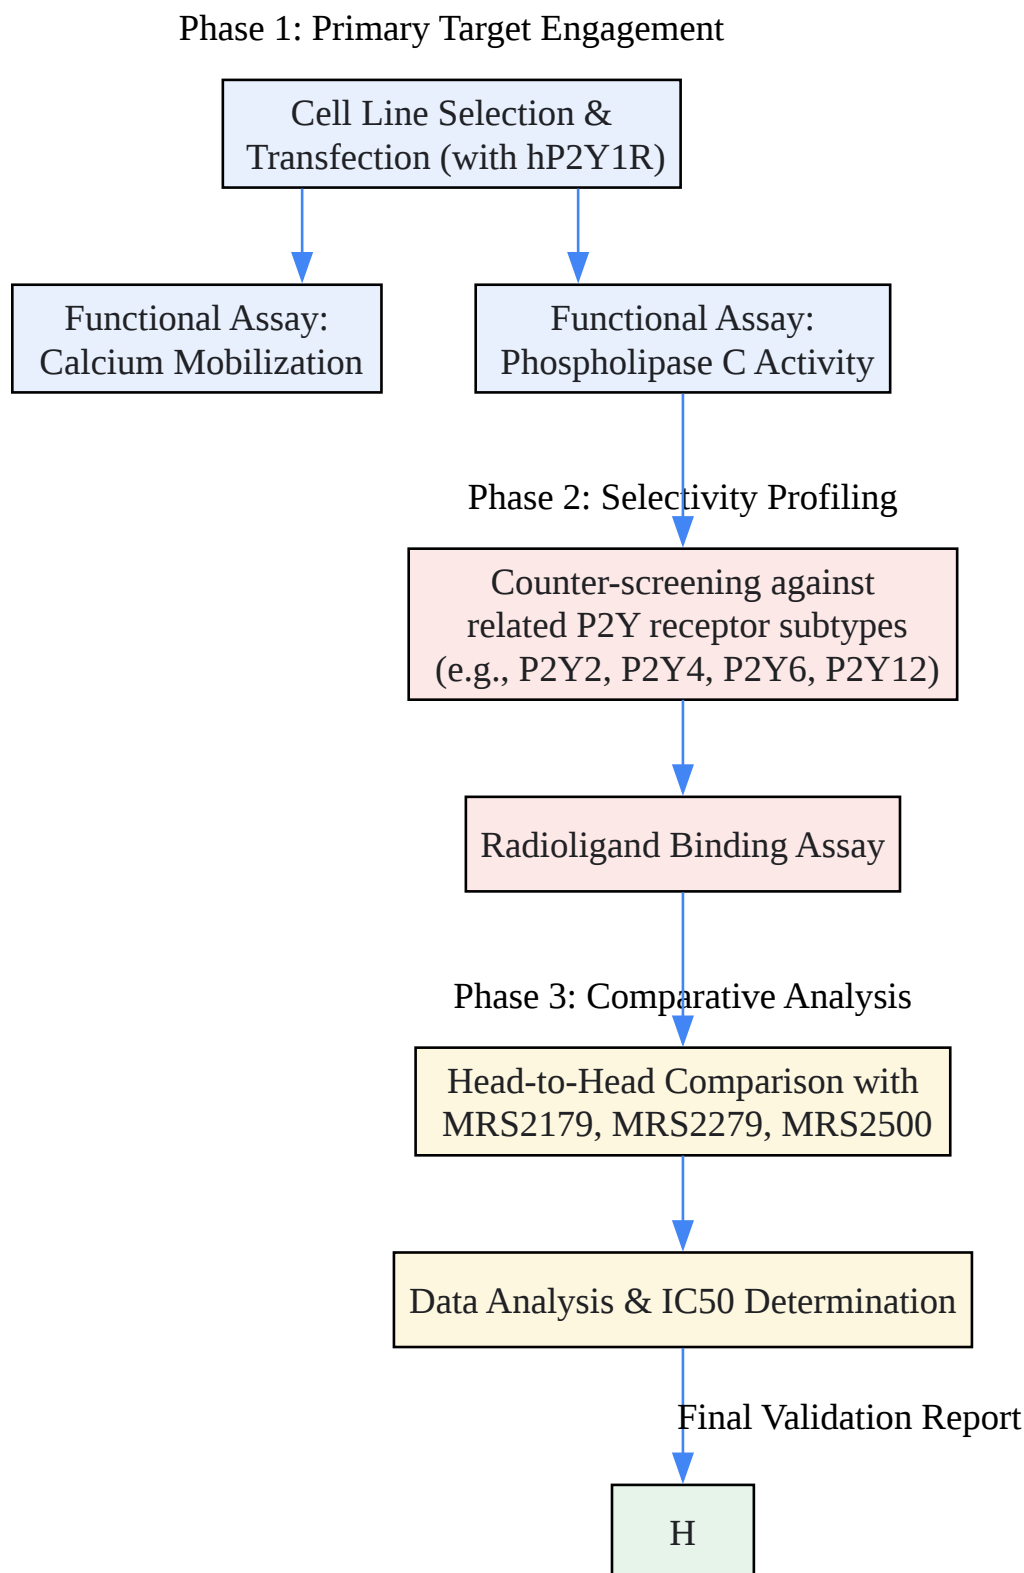 Phase 1: Primary Target Engagement
Cell Line Selection &
Transfection (with hP2Y1R)
Functional Assay:
Calcium Mobilization
Functional Assay:
Phospholipase C Activity
Phase 2: Selectivity Profiling
Counter-screening against
related P2Y receptor subtypes
(e.g., P2Y2, P2Y4, P2Y6, P2Y12)
Radioligand Binding Assay
Phase 3: Comparative Analysis
Head-to-Head Comparison with
MRS2179, MRS2279, MRS2500
Data Analysis & IC50 Determination
Final Validation Report
H